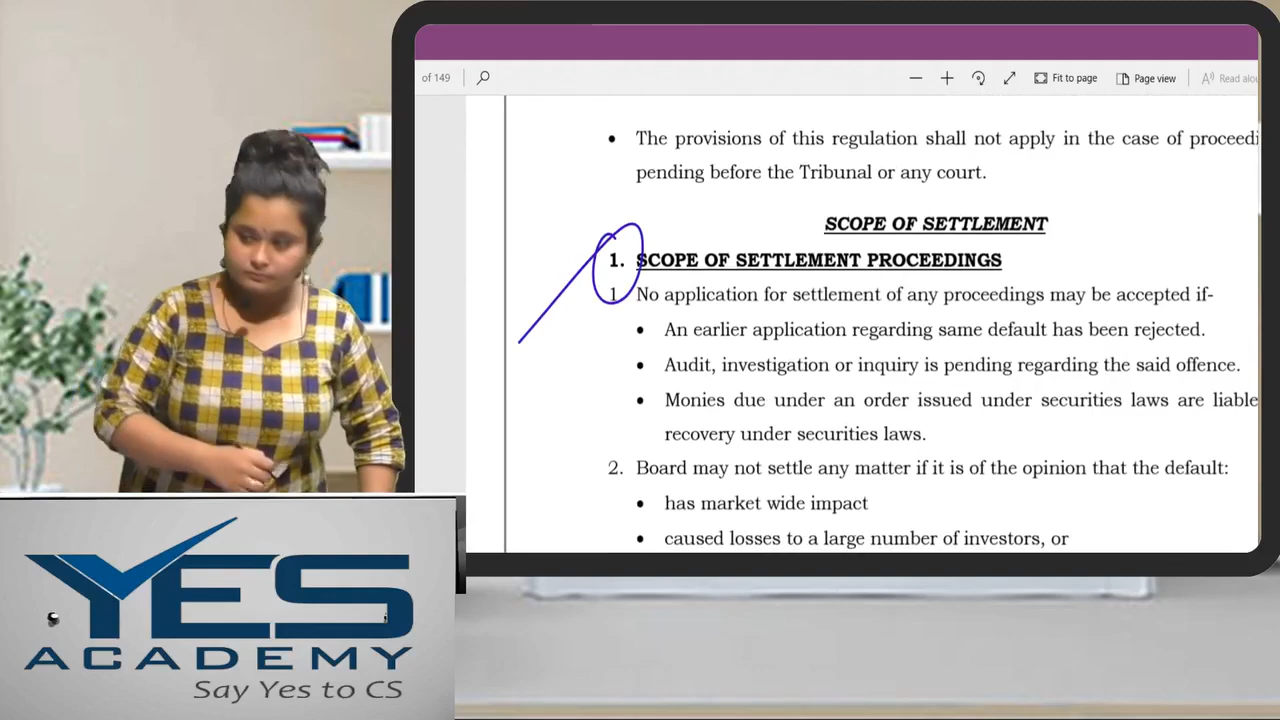 of 149
Fit to page
Page view
Read
• The provisions of this regulation shall not apply in the case of
pending before the Tribunal or any court.
SCOPE OF SETTLEMENT
1. SCOPE OF SETTLEMENT PROCEEDINGS
1. No application for settlement of any proceedings may be accepted if-
• An earlier application regarding same default has been rejected.
• Audit, investigation or inquiry is pending regarding the said offence.
• Monies due under an order issued under securities laws are liable
recovery under securities laws.
2. Board may not settle any matter if it is of the opinion that the default:
• has market wide impact
• caused losses to a large number of investors, or
YES
ACADEMY
Say Yes to CS